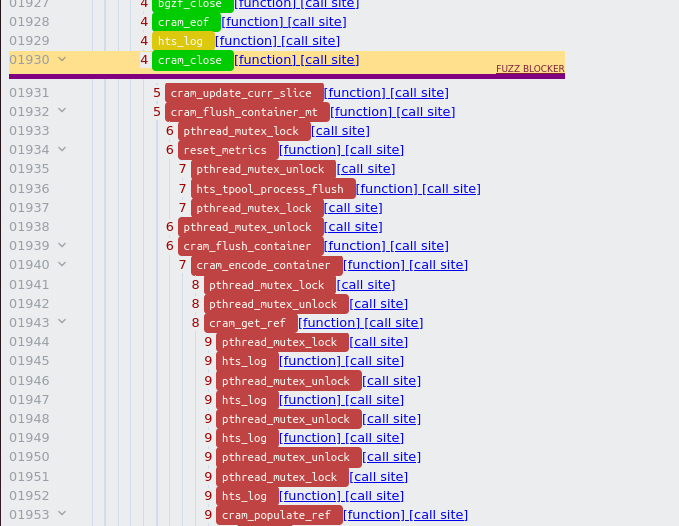 01927 4 bgzf_close [function] [call site]
01928 4 cram_eof [function] [call site]
01929 4 hts_log [function] [call site]
01930 4 cram_close [function] [call site]
FUZZ BLOCKER
01931 5 cram_update_curr_slice [function] [call site]
01932 5 cram_flush_container_mt [function] [call site]
01933 6 pthread_mutex_lock [call site]
01934 6 reset_metrics [function] [call site]
01935 7 pthread_mutex_unlock [call site]
01936 7 hts_tpool_process_flush [function] [call site]
01937 7 pthread_mutex_lock [call site]
01938 6 pthread_mutex_unlock [call site]
01939 6 cram_flush_container [function] [call site]
01940 7 cram_encode_container [function] [call site]
01941 8 pthread_mutex_lock [call site]
01942 8 pthread_mutex_unlock [call site]
01943 8 cram_get_ref [function] [call site]
01944 9 pthread_mutex_lock [call site]
01945 9 hts_log [function] [call site]
01946 9 pthread_mutex_unlock [call site]
01947 9 hts_log [function] [call site]
01948 9 pthread_mutex_unlock [call site]
01949 9 hts_log [function] [call site]
01950 9 pthread_mutex_unlock [call site]
01951 9 pthread_mutex_lock [call site]
01952 9 hts_log [function] [call site]
01953 9 cram_populate_ref [function] [call site]